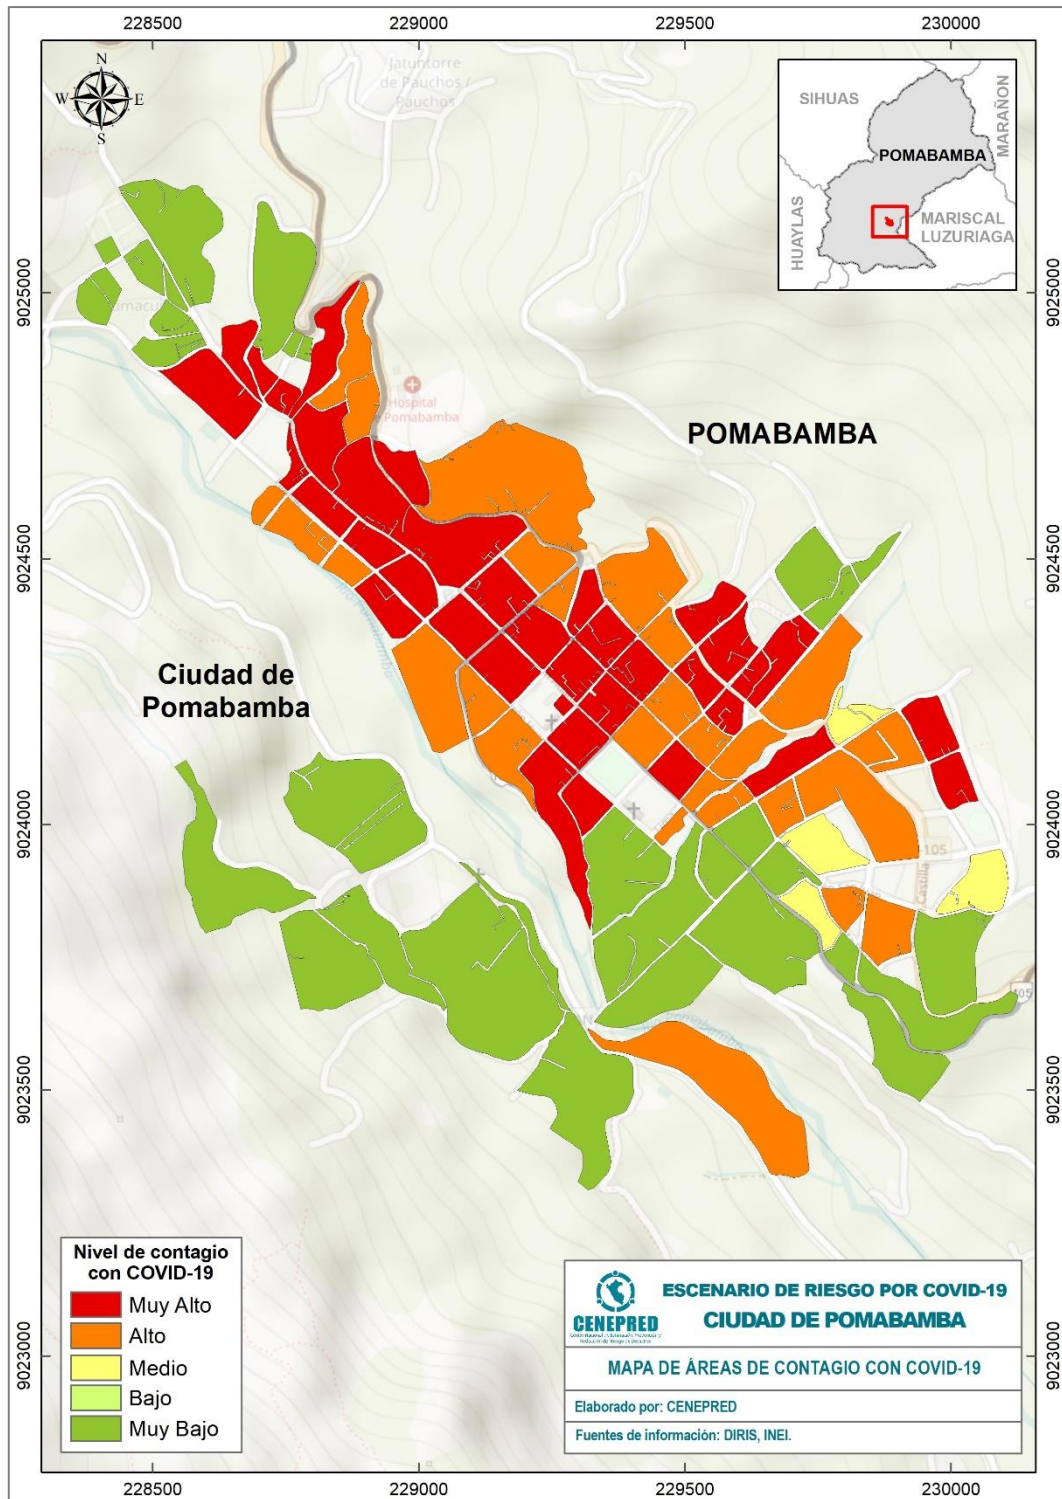 228500 229000 229500 230000
Jatuntorre
de Pauchos /
Pauchos
N
W E
S
SIHUAS
MARAÑON
POMABAMBA
HUAYLAS
MARISCAL
LUZURIAGA
9025000
9025000
Hospital
Pomabamba
POMABAMBA
9024500
9024500
Ciudad de
Pomabamba
9024000
9024000
105
Castilla
105
9023500
9023500
Nivel de contagio
con COVID-19
Muy Alto
Alto
Medio
Bajo
Muy Bajo
CENEPRED
ESCENARIO DE RIESGO POR COVID-19
CIUDAD DE POMABAMBA
MAPA DE ÁREAS DE CONTAGIO CON COVID-19
Elaborado por: CENEPRED
Fuentes de información: DIRIS, INEI.
9023000
9023000
228500 229000 229500 230000